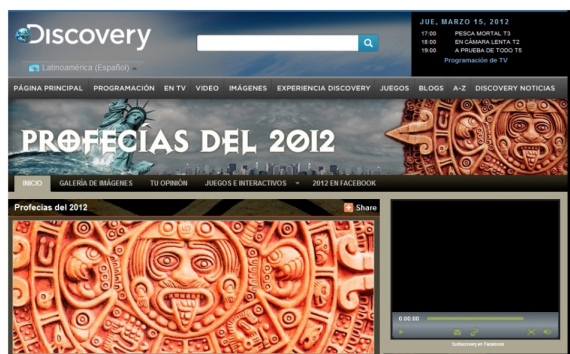 Discovery
JUE, MARZO 15, 2012
17:00 PESCA MORTAL T3
18:00 EN CÁMARA LENTA T2
19:00 A PRUEBA DE TODO T5
Programación de TV
Latinoamérica (Español)
PÁGINA PRINCIPAL PROGRAMACIÓN EN TV VIDEO IMÁGENES EXPERIENCIA DISCOVERY JUEGOS BLOGS A-Z DISCOVERY NOTICIAS
PROFECÍAS DEL 2012
INICIO GALERÍA DE IMÁGENES TU OPINIÓN JUEGOS E INTERACTIVOS 2012 EN FACEBOOK
Profecias del 2012
Share
0:00:00